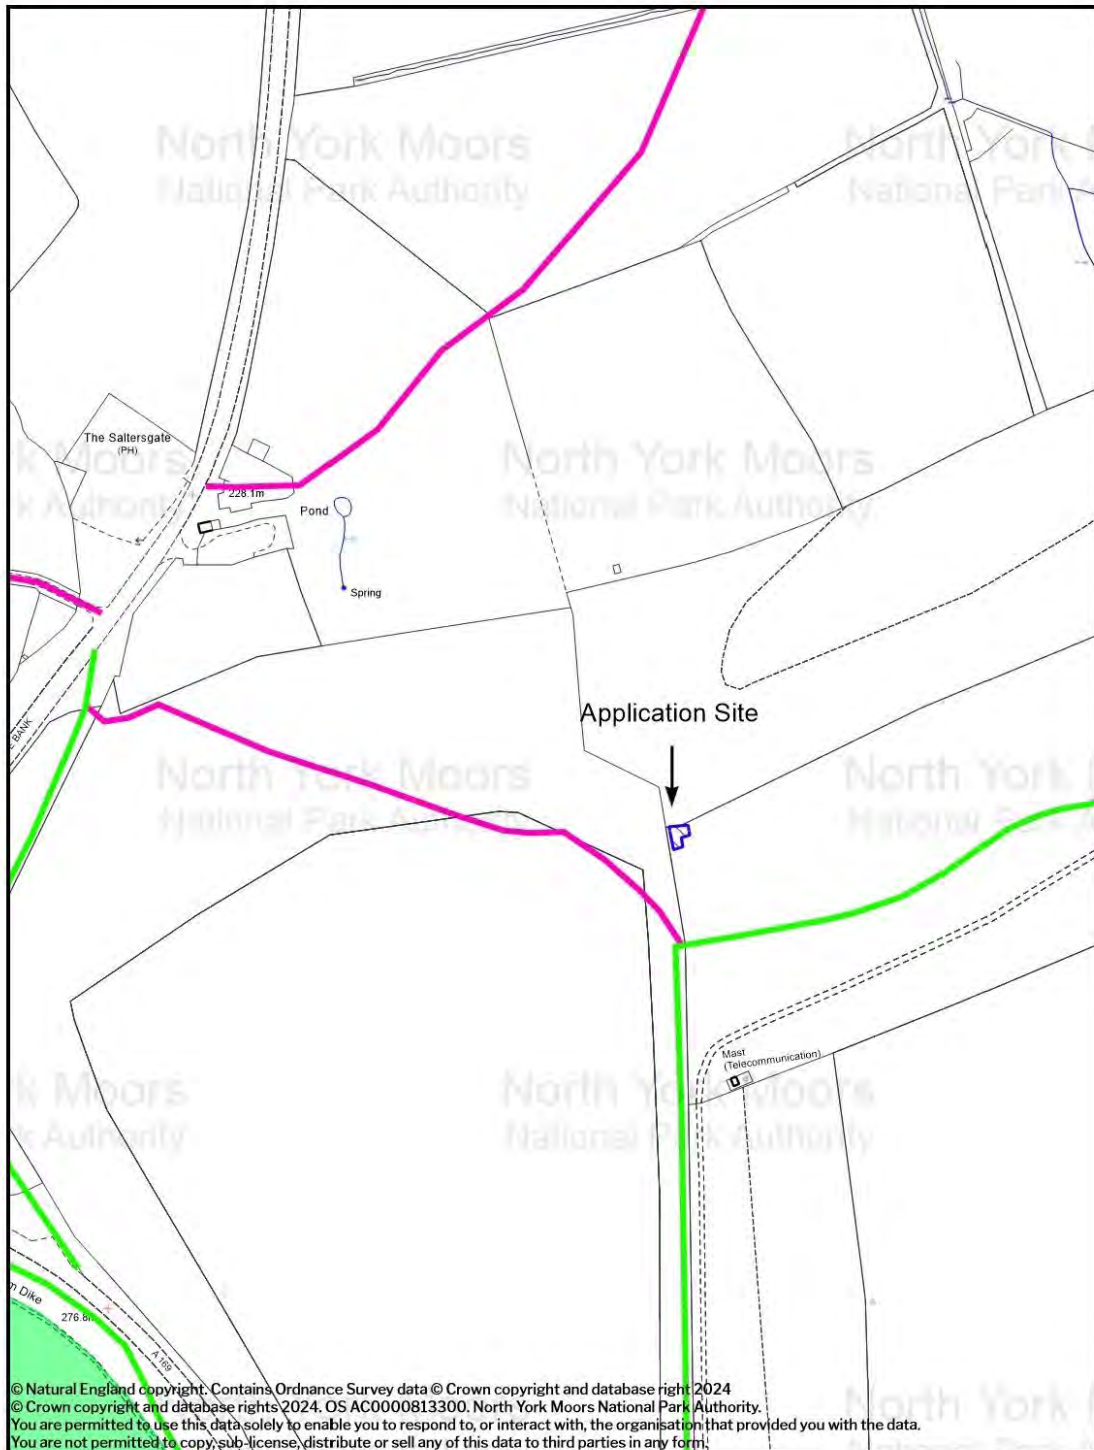 North York Moors
National Park Authority
North York
National Park
The Saltersgate
(PH)
k Moors
k Authority
North York Moors
National Park Authority
228.1m
Pond
Spring
Application Site
BANK
North York Moors
National Park Authority
North York
National
Mast
(Telecommunication)
k Moors
k Authority
North York Moors
National Park Authority
m Dike
276.8m
A 169
North York
© Natural England copyright. Contains Ordnance Survey data © Crown copyright and database right 2024
© Crown copyright and database rights 2024. OS AC0000813300. North York Moors National Park Authority.
You are permitted to use this data solely to enable you to respond to, or interact with, the organisation that provided you with the data.
You are not permitted to copy, sub-license, distribute or sell any of this data to third parties in any form.